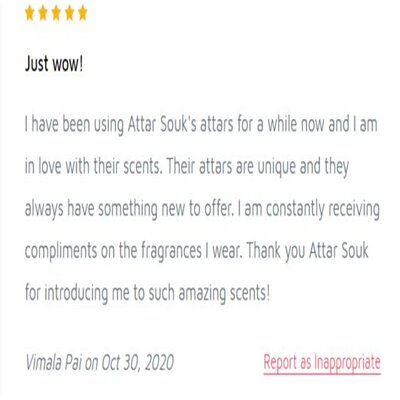 Just wow!
I have been using Attar Souk's attars for a while now and I am
in love with their scents. Their attars are unique and they
always have something new to offer. I am constantly receiving
compliments on the fragrances I wear. Thank you Attar Souk
for introducing me to such amazing scents!
Vimala Pai on Oct 30, 2020 Report as Inappropriate